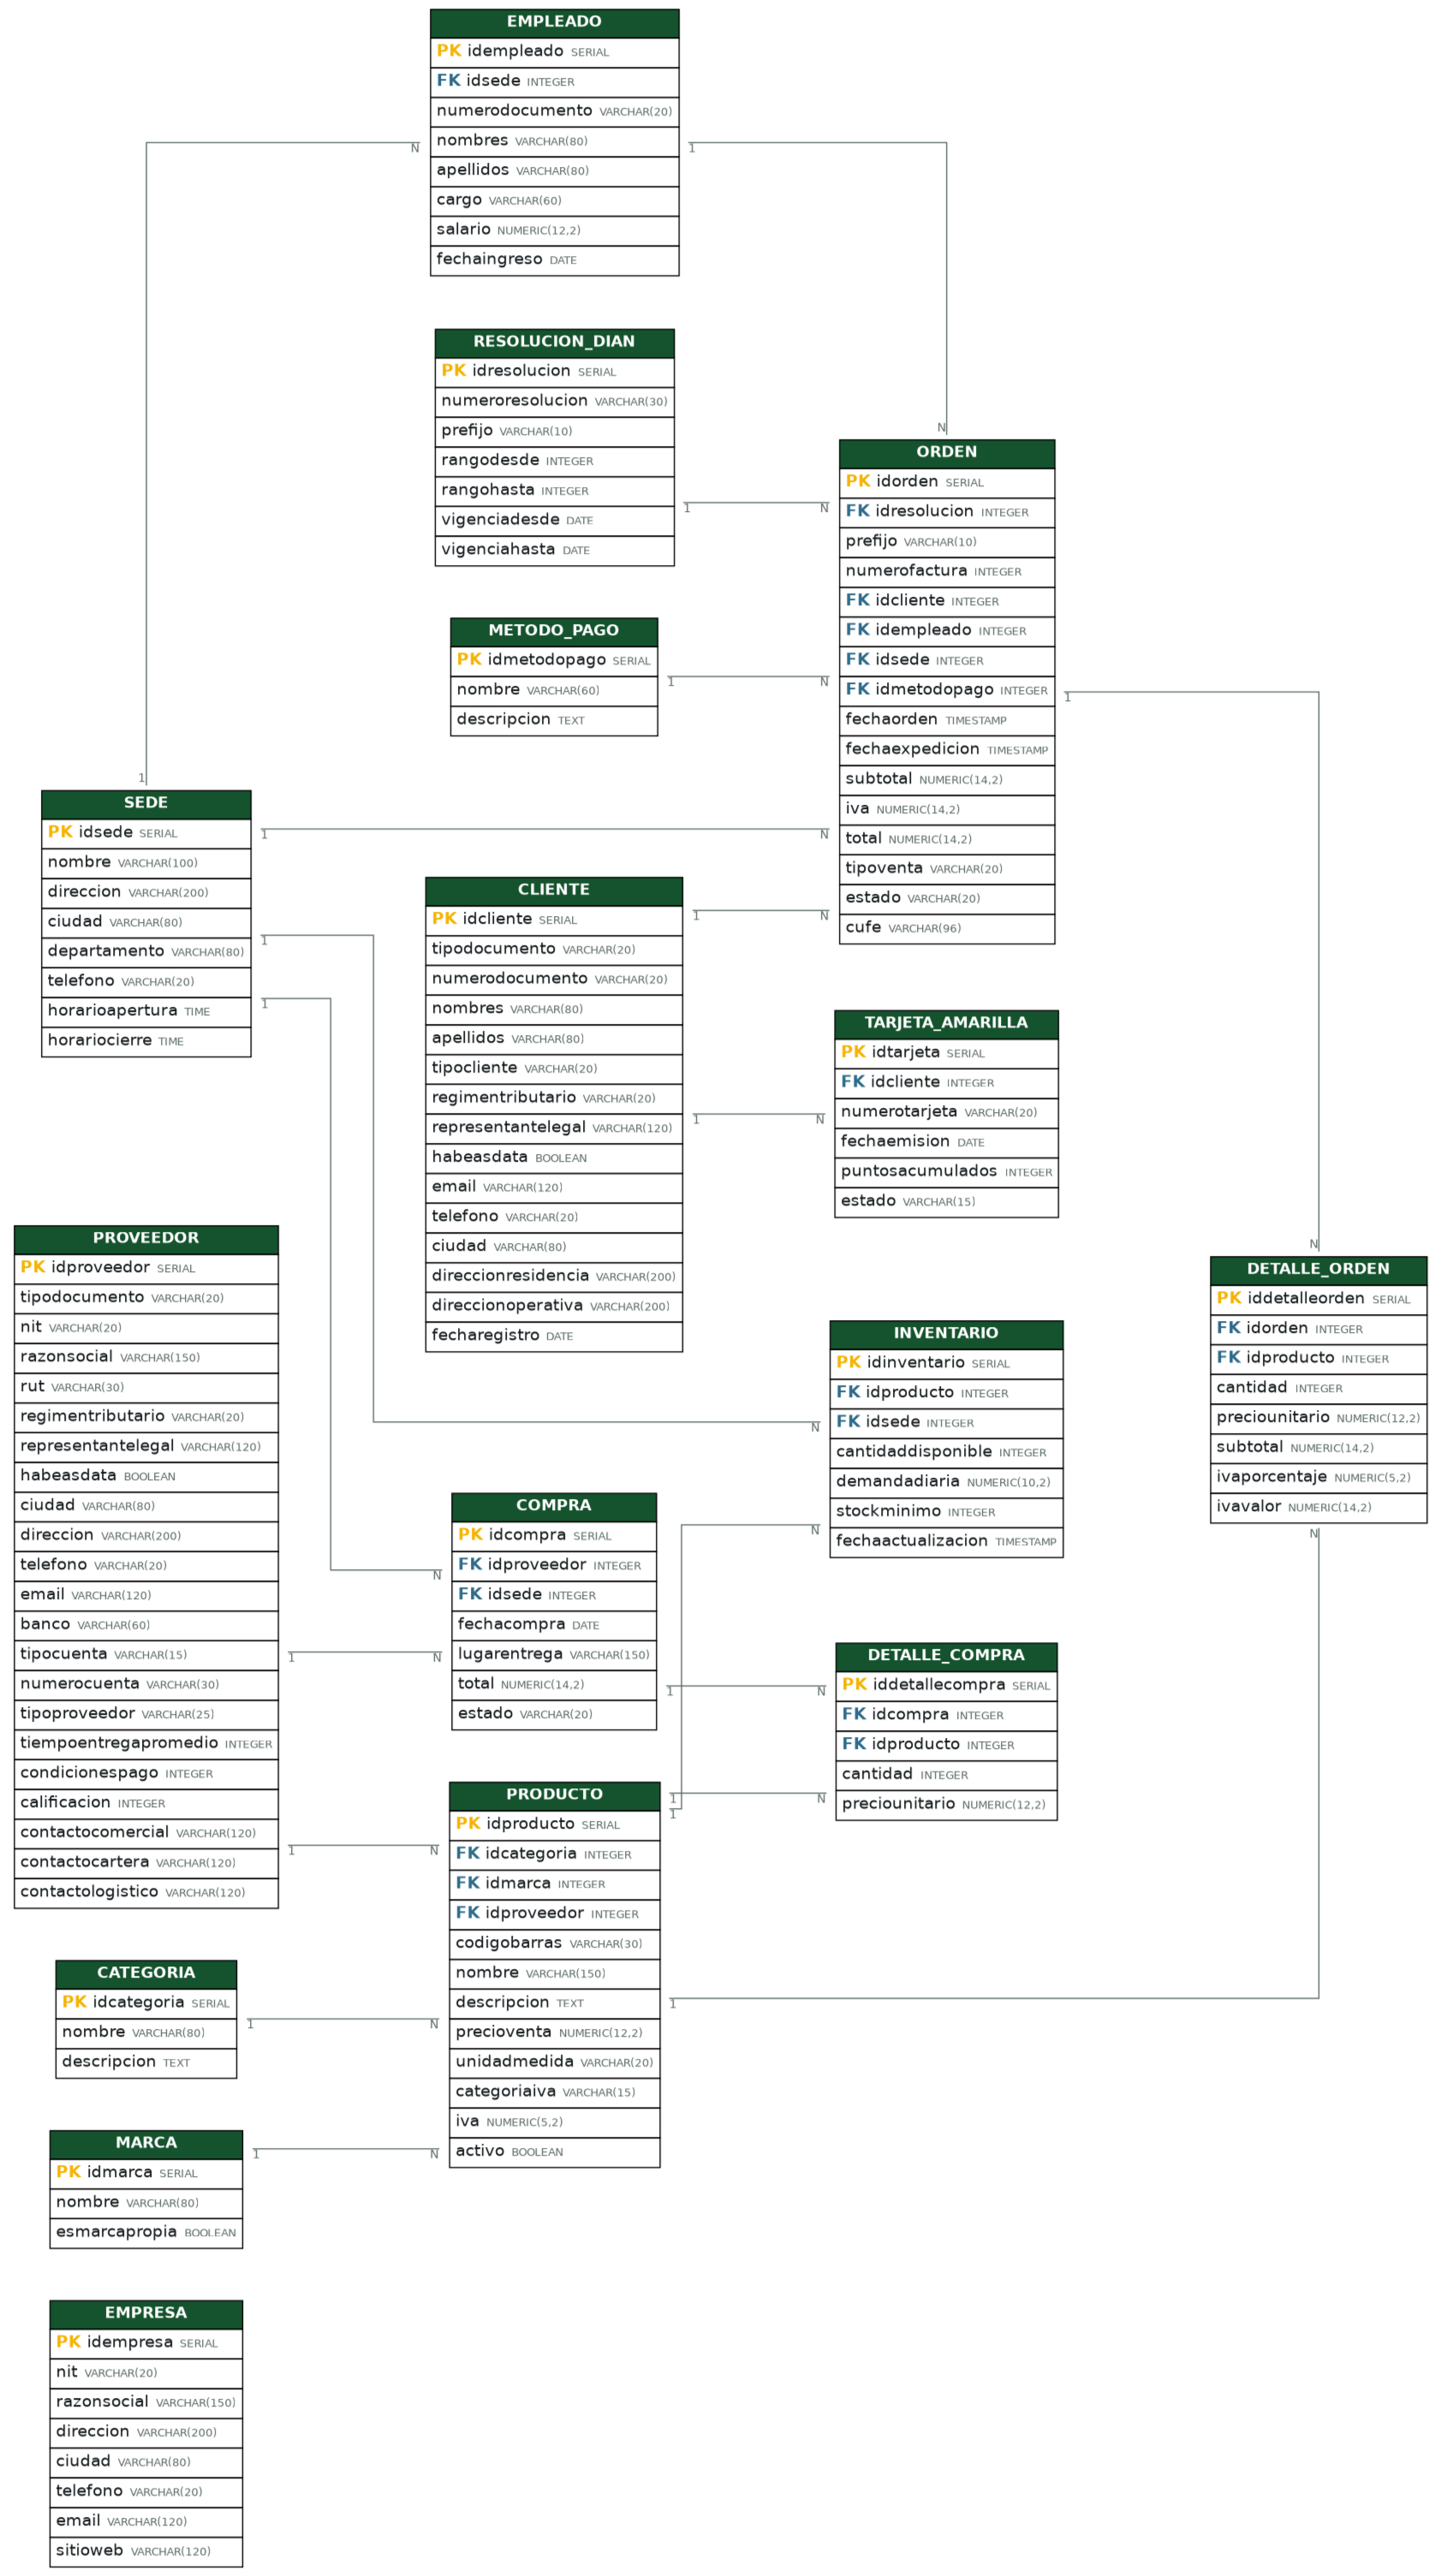 EMPLEADO
PK idempleado SERIAL
FK idsede INTEGER
numerodocumento VARCHAR(20)
nombres VARCHAR(80)
apellidos VARCHAR(80)
cargo VARCHAR(60)
salario NUMERIC(12,2)
fechaingreso DATE
N
1
RESOLUCION_DIAN
PK idresolucion SERIAL
numeroresolucion VARCHAR(30)
prefijo VARCHAR(10)
rangodesde INTEGER
rangohasta INTEGER
vigenciadesde DATE
vigenciahasta DATE
1
N
N
ORDEN
PK idorden SERIAL
FK idresolucion INTEGER
prefijo VARCHAR(10)
numerofactura INTEGER
FK idcliente INTEGER
FK idempleado INTEGER
FK idsede INTEGER
FK idmetodopago INTEGER
fechaorden TIMESTAMP
fechaexpedicion TIMESTAMP
subtotal NUMERIC(14,2)
iva NUMERIC(14,2)
total NUMERIC(14,2)
tipoventa VARCHAR(20)
estado VARCHAR(20)
cufe VARCHAR(96)
METODO_PAGO
PK idmetodopago SERIAL
nombre VARCHAR(60)
descripcion TEXT
1
N
1
1
SEDE
PK idsede SERIAL
nombre VARCHAR(100)
direccion VARCHAR(200)
ciudad VARCHAR(80)
departamento VARCHAR(80)
telefono VARCHAR(20)
horarioapertura TIME
horariocierre TIME
1
N
1
1
CLIENTE
PK idcliente SERIAL
tipodocumento VARCHAR(20)
numerodocumento VARCHAR(20)
nombres VARCHAR(80)
apellidos VARCHAR(80)
tipocliente VARCHAR(20)
regimentributario VARCHAR(20)
representantelegal VARCHAR(120)
habeasdata BOOLEAN
email VARCHAR(120)
telefono VARCHAR(20)
ciudad VARCHAR(80)
direccionresidencia VARCHAR(200)
direccionoperativa VARCHAR(200)
fecharegistro DATE
1
N
1
N
TARJETA_AMARILLA
PK idtarjeta SERIAL
FK idcliente INTEGER
numerotarjeta VARCHAR(20)
fechaemision DATE
puntosacumulados INTEGER
estado VARCHAR(15)
PROVEEDOR
PK idproveedor SERIAL
tipodocumento VARCHAR(20)
nit VARCHAR(20)
razonsocial VARCHAR(150)
rut VARCHAR(30)
regimentributario VARCHAR(20)
representantelegal VARCHAR(120)
habeasdata BOOLEAN
ciudad VARCHAR(80)
direccion VARCHAR(200)
telefono VARCHAR(20)
email VARCHAR(120)
banco VARCHAR(60)
tipocuenta VARCHAR(15)
numerocuenta VARCHAR(30)
tipoproveedor VARCHAR(25)
tiempoentregapromedio INTEGER
condicionespago INTEGER
calificacion INTEGER
contactocomercial VARCHAR(120)
contactocartera VARCHAR(120)
contactologistico VARCHAR(120)
N
DETALLE_ORDEN
PK iddetalleorden SERIAL
FK idorden INTEGER
FK idproducto INTEGER
cantidad INTEGER
preciounitario NUMERIC(12,2)
subtotal NUMERIC(14,2)
ivaporcentaje NUMERIC(5,2)
ivavalor NUMERIC(14,2)
N
INVENTARIO
PK idinventario SERIAL
FK idproducto INTEGER
FK idsede INTEGER
cantidaddisponible INTEGER
demandadiaria NUMERIC(10,2)
stockminimo INTEGER
fechaactualizacion TIMESTAMP
N
N
COMPRA
PK idcompra SERIAL
FK idproveedor INTEGER
FK idsede INTEGER
fechacompra DATE
lugarentrega VARCHAR(150)
total NUMERIC(14,2)
estado VARCHAR(20)
N
1
N
1
N
DETALLE_COMPRA
PK iddetallecompra SERIAL
FK idcompra INTEGER
FK idproducto INTEGER
cantidad INTEGER
preciounitario NUMERIC(12,2)
PRODUCTO
PK idproducto SERIAL
FK idcategoria INTEGER
FK idmarca INTEGER
FK idproveedor INTEGER
codigobarras VARCHAR(30)
nombre VARCHAR(150)
descripcion TEXT
precioventa NUMERIC(12,2)
unidadmedida VARCHAR(20)
categoriaiva VARCHAR(15)
iva NUMERIC(5,2)
activo BOOLEAN
1
N
1
1
N
1
CATEGORIA
PK idcategoria SERIAL
nombre VARCHAR(80)
descripcion TEXT
1
N
MARCA
PK idmarca SERIAL
nombre VARCHAR(80)
esmarcapropia BOOLEAN
1
N
EMPRESA
PK idempresa SERIAL
nit VARCHAR(20)
razonsocial VARCHAR(150)
direccion VARCHAR(200)
ciudad VARCHAR(80)
telefono VARCHAR(20)
email VARCHAR(120)
sitioweb VARCHAR(120)